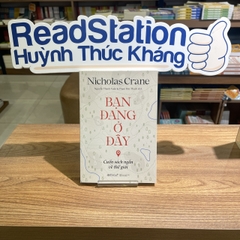 ReadStation
Huỳnh Thúc Kháng
Nicholas Crane
BẠN
ĐANG
Ở
ĐÂY
Cuốn sách ngắn
về thế giới